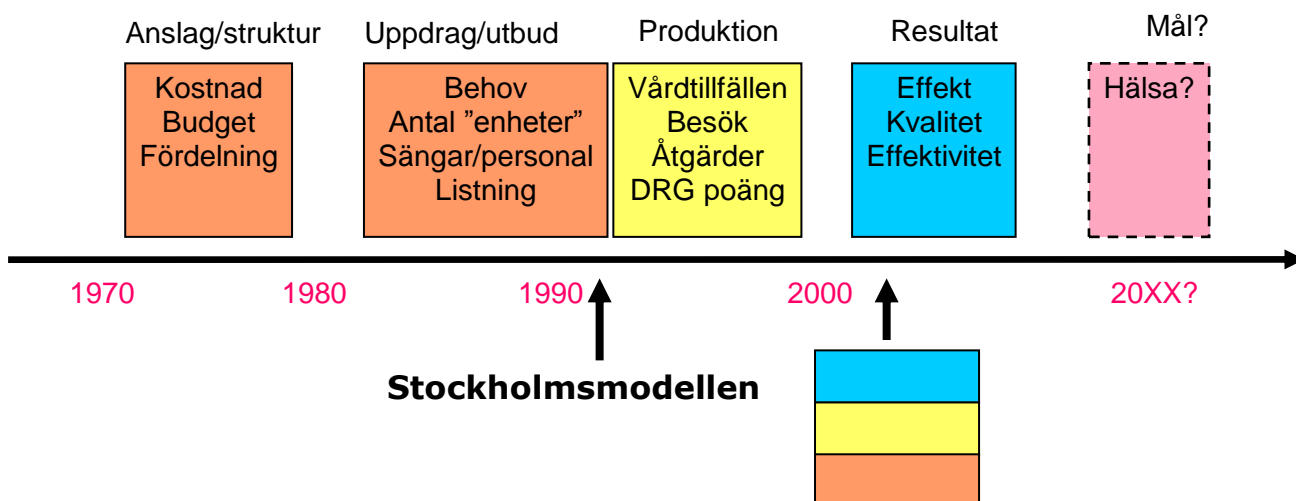 Anslag/struktur
Uppdrag/utbud
Produktion
Resultat
Mål?
Kostnad
Budget
Fördelning
Behov
Antal ”enheter”
Sängar/personal
Listning
Vårdtillfällen
Besök
Åtgärder
DRG poäng
Effekt
Kvalitet
Effektivitet
Hälsa?
1970
1980
1990
2000
20XX?
Stockholmsmodellen